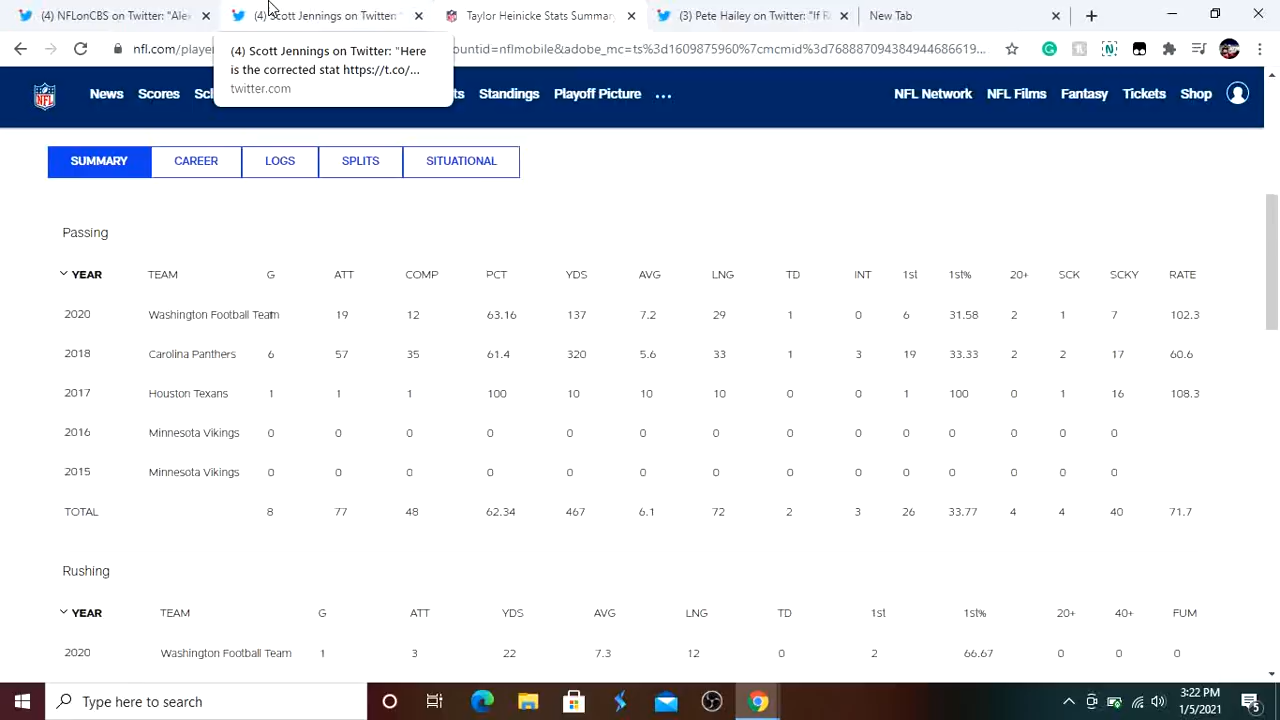 (4) NFLonCBS on Twitter: "Alex
(4) Scott Jennings on Twitter: "
Taylor Heinicke Stats Summary
(3) Pete Hailey on Twitter: "If R
New Tab
nfl.com/playe
ountid=nflmobile&adobe_mc=ts%3d1609875960%7cmcmid%3d768887094384944686619...
(4) Scott Jennings on Twitter: "Here
is the corrected stat https://t.co/...
twitter.com
NFL
News Scores Sc ts Standings Playoff Picture ... NFL Network NFL Films Fantasy Tickets Shop
SUMMARY CAREER LOGS SPLITS SITUATIONAL
Passing
YEAR TEAM G ATT COMP PCT YDS AVG LNG TD INT 1st 1st% 20+ SCK SCKY RATE
2020 Washington Football Team 1 19 12 63.16 137 7.2 29 1 0 6 31.58 2 1 7 102.3
2018 Carolina Panthers 6 57 35 61.4 320 5.6 33 1 3 19 33.33 2 2 17 60.6
2017 Houston Texans 1 1 1 100 10 10 10 0 0 1 100 0 1 16 108.3
2016 Minnesota Vikings 0 0 0 0 0 0 0 0 0 0 0 0 0 0
2015 Minnesota Vikings 0 0 0 0 0 0 0 0 0 0 0 0 0 0
TOTAL 8 77 48 62.34 467 6.1 72 2 3 26 33.77 4 4 40 71.7
Rushing
YEAR TEAM G ATT YDS AVG LNG TD 1st 1st% 20+ 40+ FUM
2020 Washington Football Team 1 3 22 7.3 12 0 2 66.67 0 0 0
Type here to search
3:22 PM
1/5/2021
5